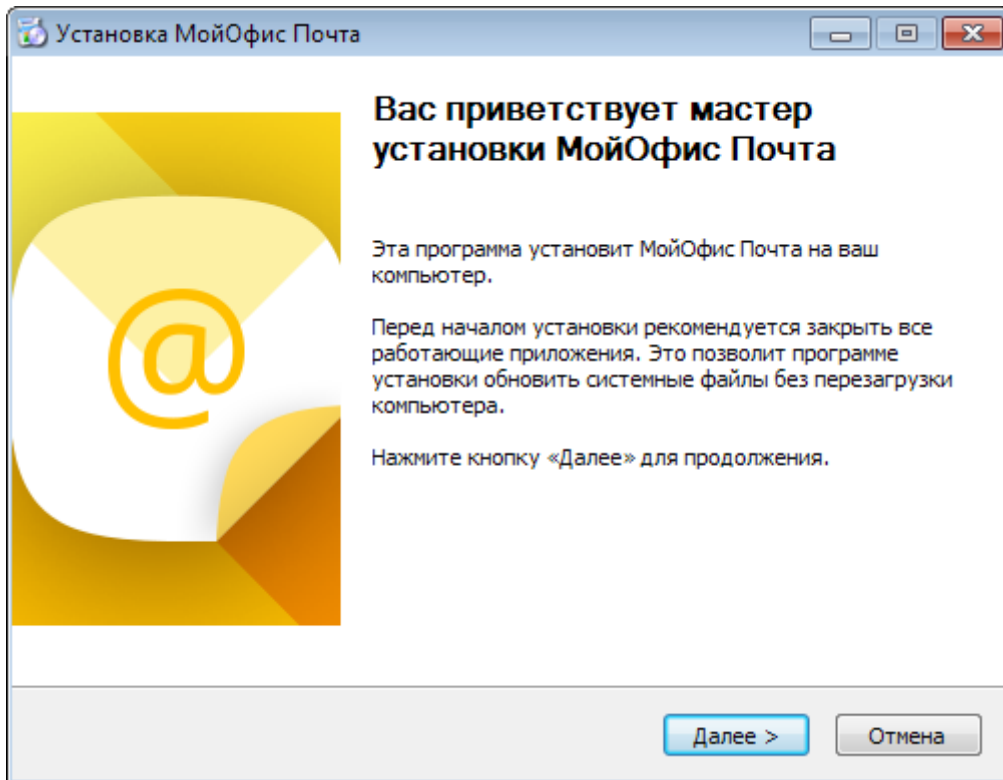 Установка МойОфис Почта
Вас приветствует мастер
установки МойОфис Почта
Эта программа установит МойОфис Почта на ваш
компьютер.
Перед началом установки рекомендуется закрыть все
работающие приложения. Это позволит программе
установки обновить системные файлы без перезагрузки
компьютера.
Нажмите кнопку «Далее» для продолжения.
@
Далее >
Отмена